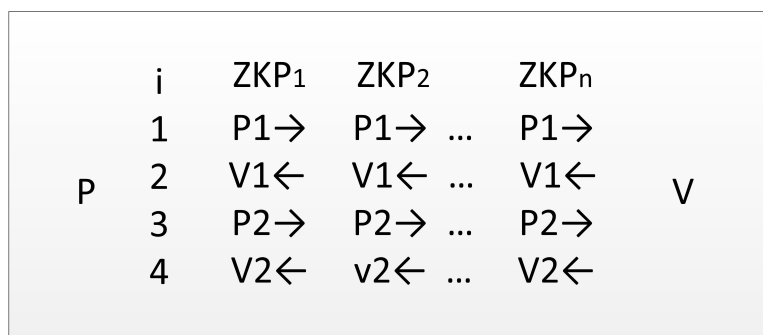 i ZKP1 ZKP2 ZKPn
1 P1→ P1→ ... P1→
2 V1← V1← ... V1←
P V
3 P2→ P2→ ... P2→
4 V2← v2← ... V2←